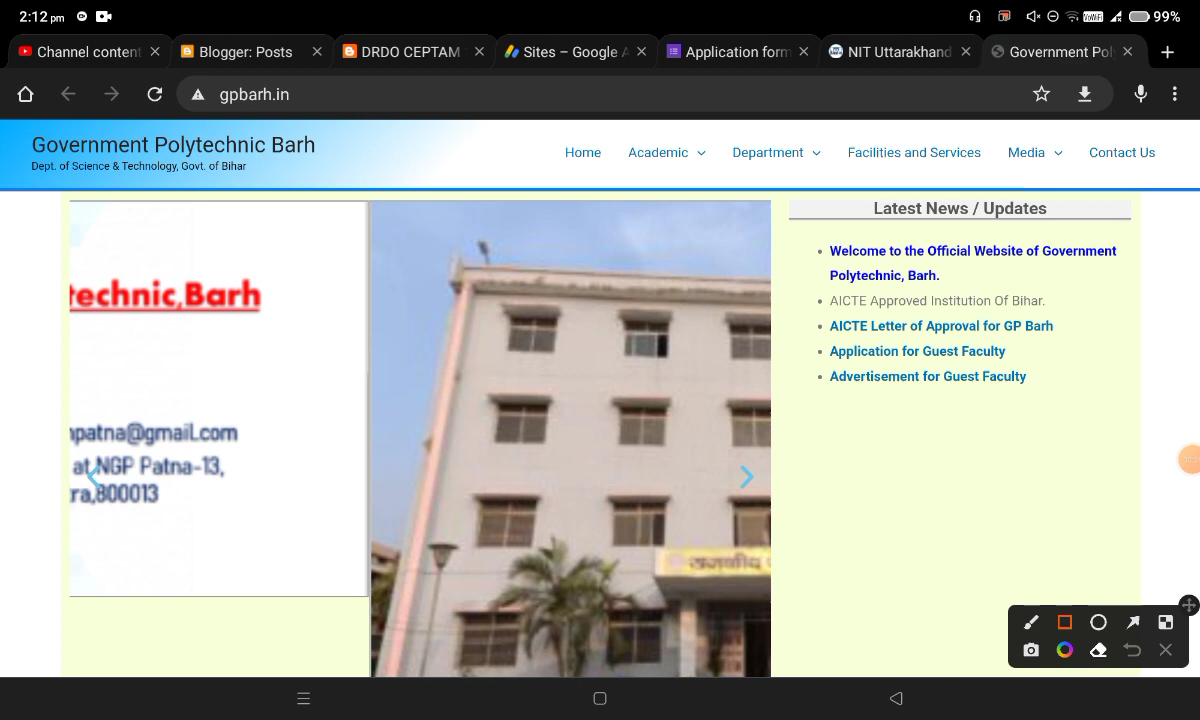 2:12 pm
VoWiFi
99%
Channel content
Blogger: Posts
DRDO CEPTAM
Sites – Google A
Application form
NIT Uttarakhand
Government Pol
gpbarh.in
Government Polytechnic Barh
Dept. of Science & Technology, Govt. of Bihar
Home
Academic
Department
Facilities and Services
Media
Contact Us
technic,Barh
npatna@gmail.com
at NGP Patna-13,
ra,800013
राजकीय
Latest News / Updates
Welcome to the Official Website of Government
Polytechnic, Barh.
AICTE Approved Institution Of Bihar.
AICTE Letter of Approval for GP Barh
Application for Guest Faculty
Advertisement for Guest Faculty